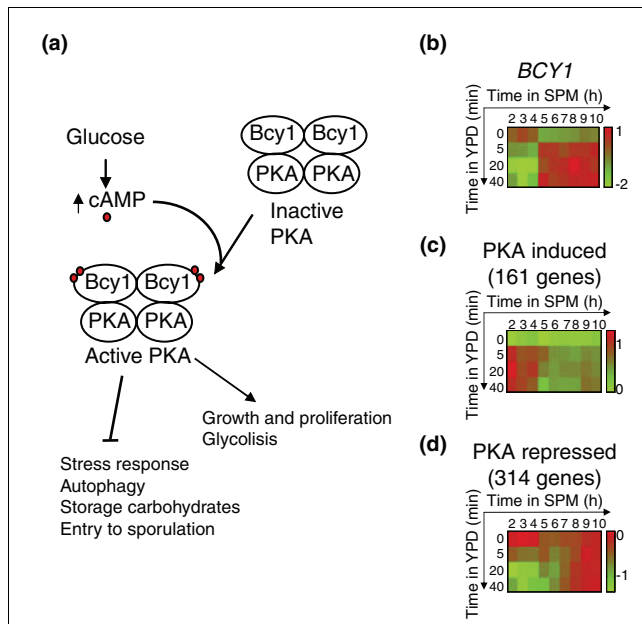 (a)
Glucose
cAMP
Bcy1 Bcy1
PKA PKA
Inactive
PKA
Bcy1 Bcy1
PKA PKA
Active PKA
Growth and proliferation
Glycolisis
Stress response
Autophagy
Storage carbohydrates
Entry to sporulation
(b)
BCY1
Time in SPM (h)
2 3 4 5 6 7 8 9 10
Time in YPD (min)
0
5
20
40
1
-2
(c)
PKA induced
(161 genes)
Time in SPM (h)
2 3 4 5 6 7 8 9 10
Time in YPD (min)
0
5
20
40
1
0
(d)
PKA repressed
(314 genes)
Time in SPM (h)
2 3 4 5 6 7 8 9 10
Time in YPD (min)
0
5
20
40
0
-1